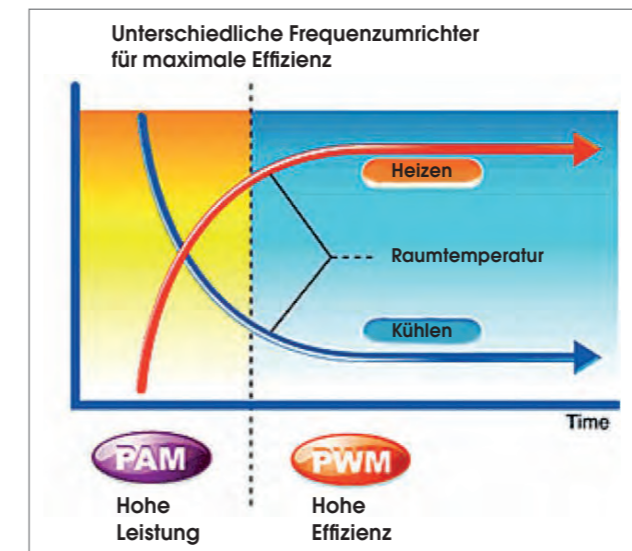 Unterschiedliche Frequenzumrichter
für maximale Effizienz
Heizen
Raumtemperatur
Kühlen
Time
PAM
Hohe
Leistung
PWM
Hohe
Effizienz